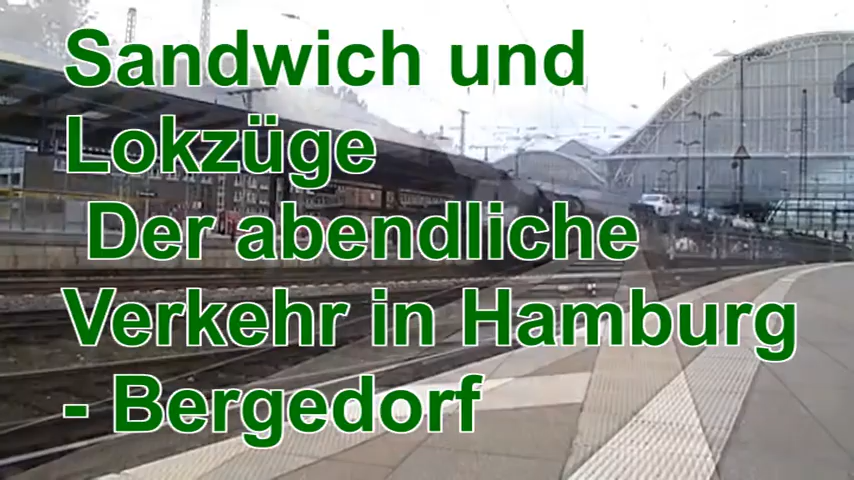 Sandwich und
Lokzüge
Der abendliche
Verkehr in Hamburg
- Bergedorf